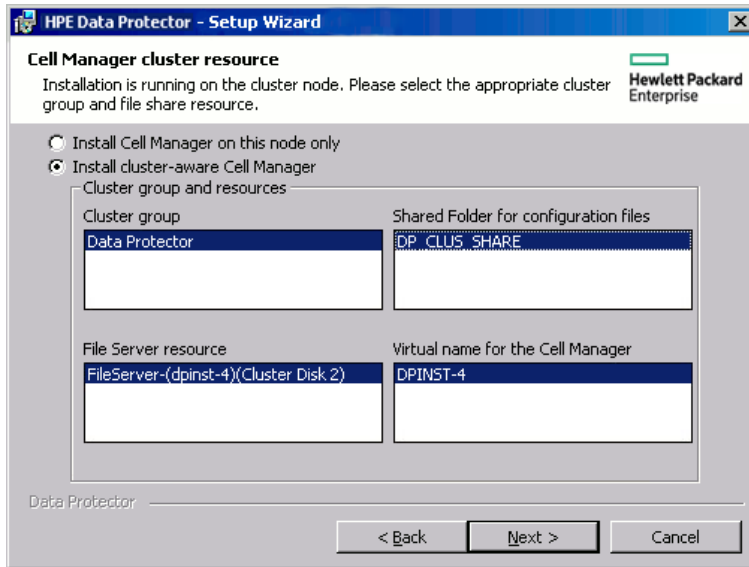 HPE Data Protector - Setup Wizard
Cell Manager cluster resource
Installation is running on the cluster node. Please select the appropriate cluster
group and file share resource.
Hewlett Packard
Enterprise
Install Cell Manager on this node only
Install cluster-aware Cell Manager
Cluster group and resources
Cluster group
Shared Folder for configuration files
Data Protector
DP_CLUS_SHARE
File Server resource
Virtual name for the Cell Manager
FileServer-(dpinst-4)(Cluster Disk 2)
DPINST-4
Data Protector
< Back
Next >
Cancel